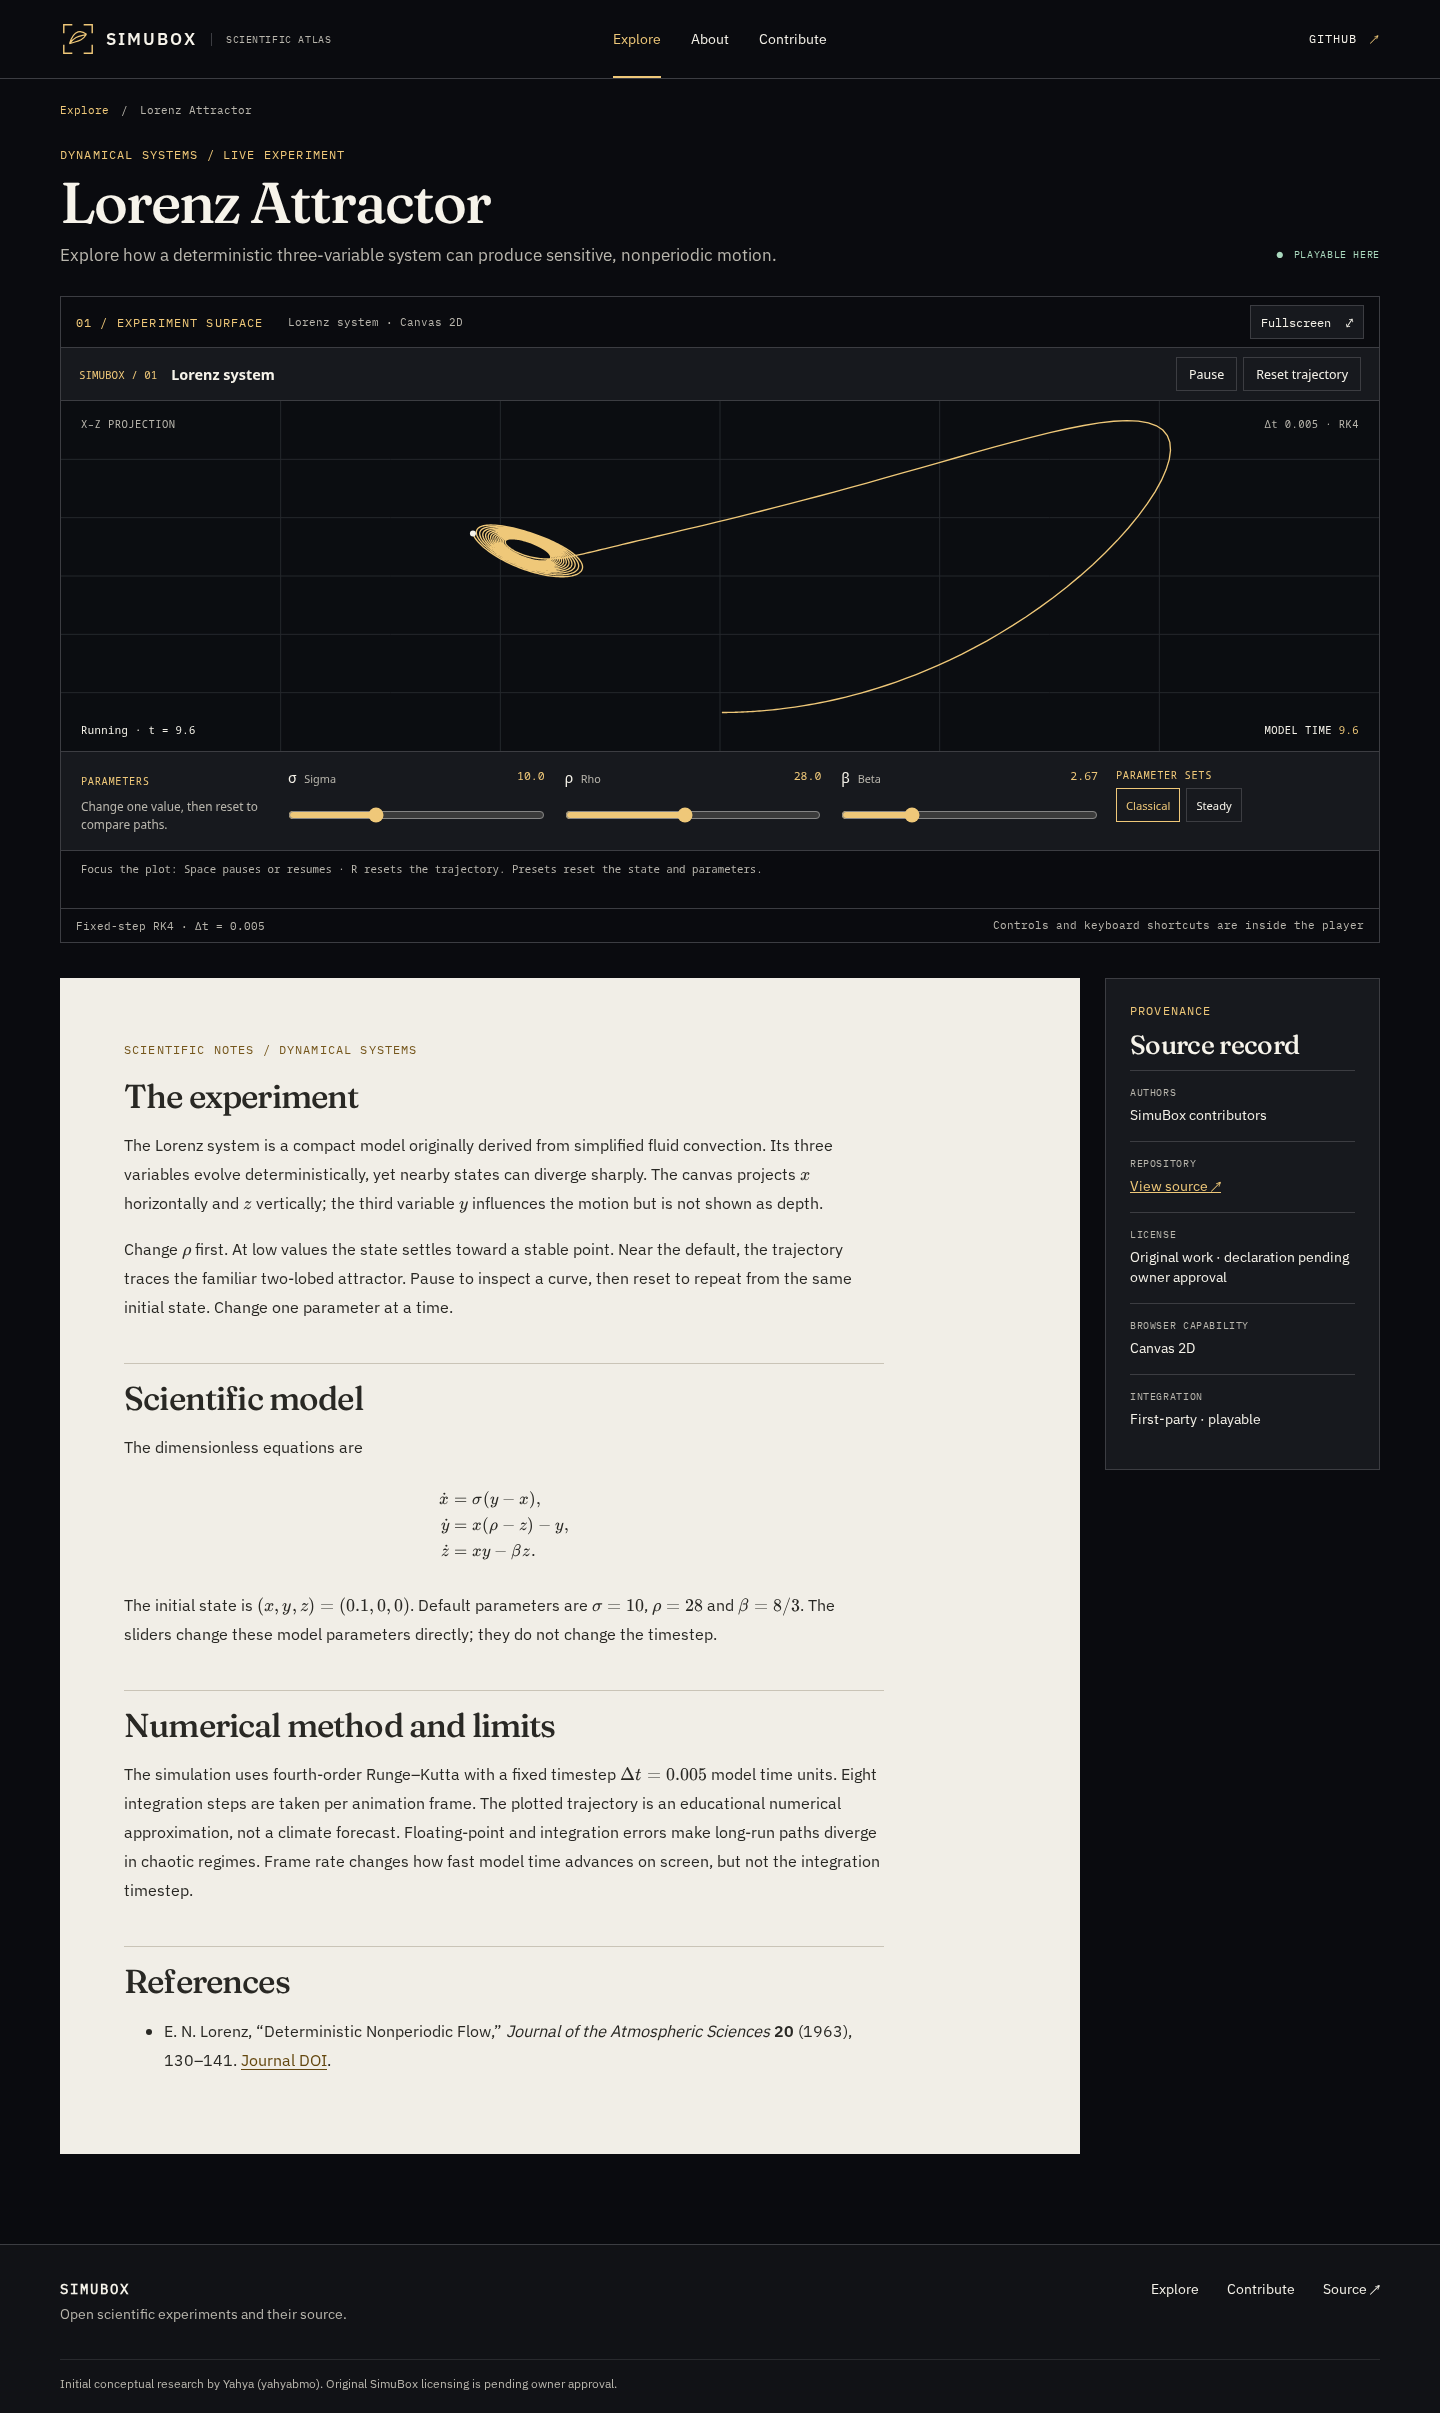 SIMUBOX
SCIENTIFIC ATLAS
Explore
About
Contribute
GITHUB ↗
Explore / Lorenz Attractor
DYNAMICAL SYSTEMS / LIVE EXPERIMENT
Lorenz Attractor
Explore how a deterministic three-variable system can produce sensitive, nonperiodic motion.
● PLAYABLE HERE
01 / EXPERIMENT SURFACE
Lorenz system · Canvas 2D
Fullscreen ⤢
SIMUBOX / 01
Lorenz system
Pause
Reset trajectory
X–Z PROJECTION
Δt 0.005 · RK4
Running · t = 9.6
MODEL TIME 9.6
PARAMETERS
Change one value, then reset to
compare paths.
σ Sigma 10.0
ρ Rho 28.0
β Beta 2.67
PARAMETER SETS
Classical
Steady
Focus the plot: Space pauses or resumes · R resets the trajectory. Presets reset the state and parameters.
Fixed-step RK4 · Δt = 0.005
Controls and keyboard shortcuts are inside the player
SCIENTIFIC NOTES / DYNAMICAL SYSTEMS
The experiment
The Lorenz system is a compact model originally derived from simplified fluid convection. Its three
variables evolve deterministically, yet nearby states can diverge sharply. The canvas projects x
horizontally and z vertically; the third variable y influences the motion but is not shown as depth.
Change ρ first. At low values the state settles toward a stable point. Near the default, the trajectory
traces the familiar two-lobed attractor. Pause to inspect a curve, then reset to repeat from the same
initial state. Change one parameter at a time.
Scientific model
The dimensionless equations are
ẋ = σ(y − x),
ẏ = x(ρ − z) − y,
ż = xy − βz.
The initial state is (x, y, z) = (0.1, 0, 0). Default parameters are σ = 10, ρ = 28 and β = 8/3. The
sliders change these model parameters directly; they do not change the timestep.
Numerical method and limits
The simulation uses fourth-order Runge–Kutta with a fixed timestep Δt = 0.005 model time units. Eight
integration steps are taken per animation frame. The plotted trajectory is an educational numerical
approximation, not a climate forecast. Floating-point and integration errors make long-run paths diverge
in chaotic regimes. Frame rate changes how fast model time advances on screen, but not the integration
timestep.
References
• E. N. Lorenz, “Deterministic Nonperiodic Flow,” Journal of the Atmospheric Sciences 20 (1963),
130–141. Journal DOI.
PROVENANCE
Source record
AUTHORS
SimuBox contributors
REPOSITORY
View source ↗
LICENSE
Original work · declaration pending
owner approval
BROWSER CAPABILITY
Canvas 2D
INTEGRATION
First-party · playable
SIMUBOX
Open scientific experiments and their source.
Explore
Contribute
Source ↗
Initial conceptual research by Yahya (yahyabmo). Original SimuBox licensing is pending owner approval.